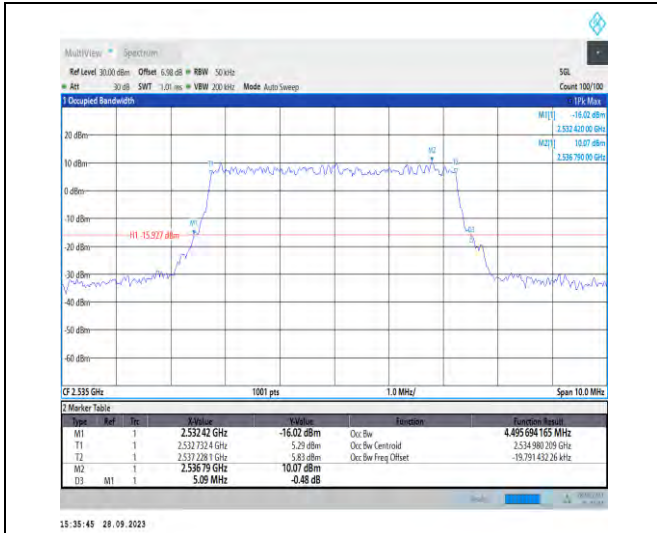 MultiView Spectrum
Ref Level 30.00 dBm Offset 6.98 dB RBW 50 kHz SGL
Att 30 dB SWT 1.01 ms VBW 200 kHz Mode Auto Sweep Count 100/100
1 Occupied Bandwidth 1Pk Max
M1[1] -16.02 dBm
2.532 420 00 GHz
M2[1] 10.07 dBm
2.536 790 00 GHz
20 dBm
M2
10 dBm
T1
T2
0 dBm
-10 dBm
M1
D3
H1 -15.927 dBm
-20 dBm
-30 dBm
-40 dBm
-50 dBm
-60 dBm
CF 2.535 GHz 1001 pts 1.0 MHz/ Span 10.0 MHz
2 Marker Table
Type Ref Trc X-Value Y-Value Function Function Result
M1 1 2.53242 GHz -16.02 dBm Occ Bw 4.495 694 165 MHz
T1 1 2.532 732 4 GHz 5.29 dBm Occ Bw Centroid 2.534 980 209 GHz
T2 1 2.537 228 1 GHz 5.83 dBm Occ Bw Freq Offset -19.791 432 26 kHz
M2 1 2.536 79 GHz 10.07 dBm
D3 M1 1 5.09 MHz -0.48 dB
15:35:45 28.09.2023